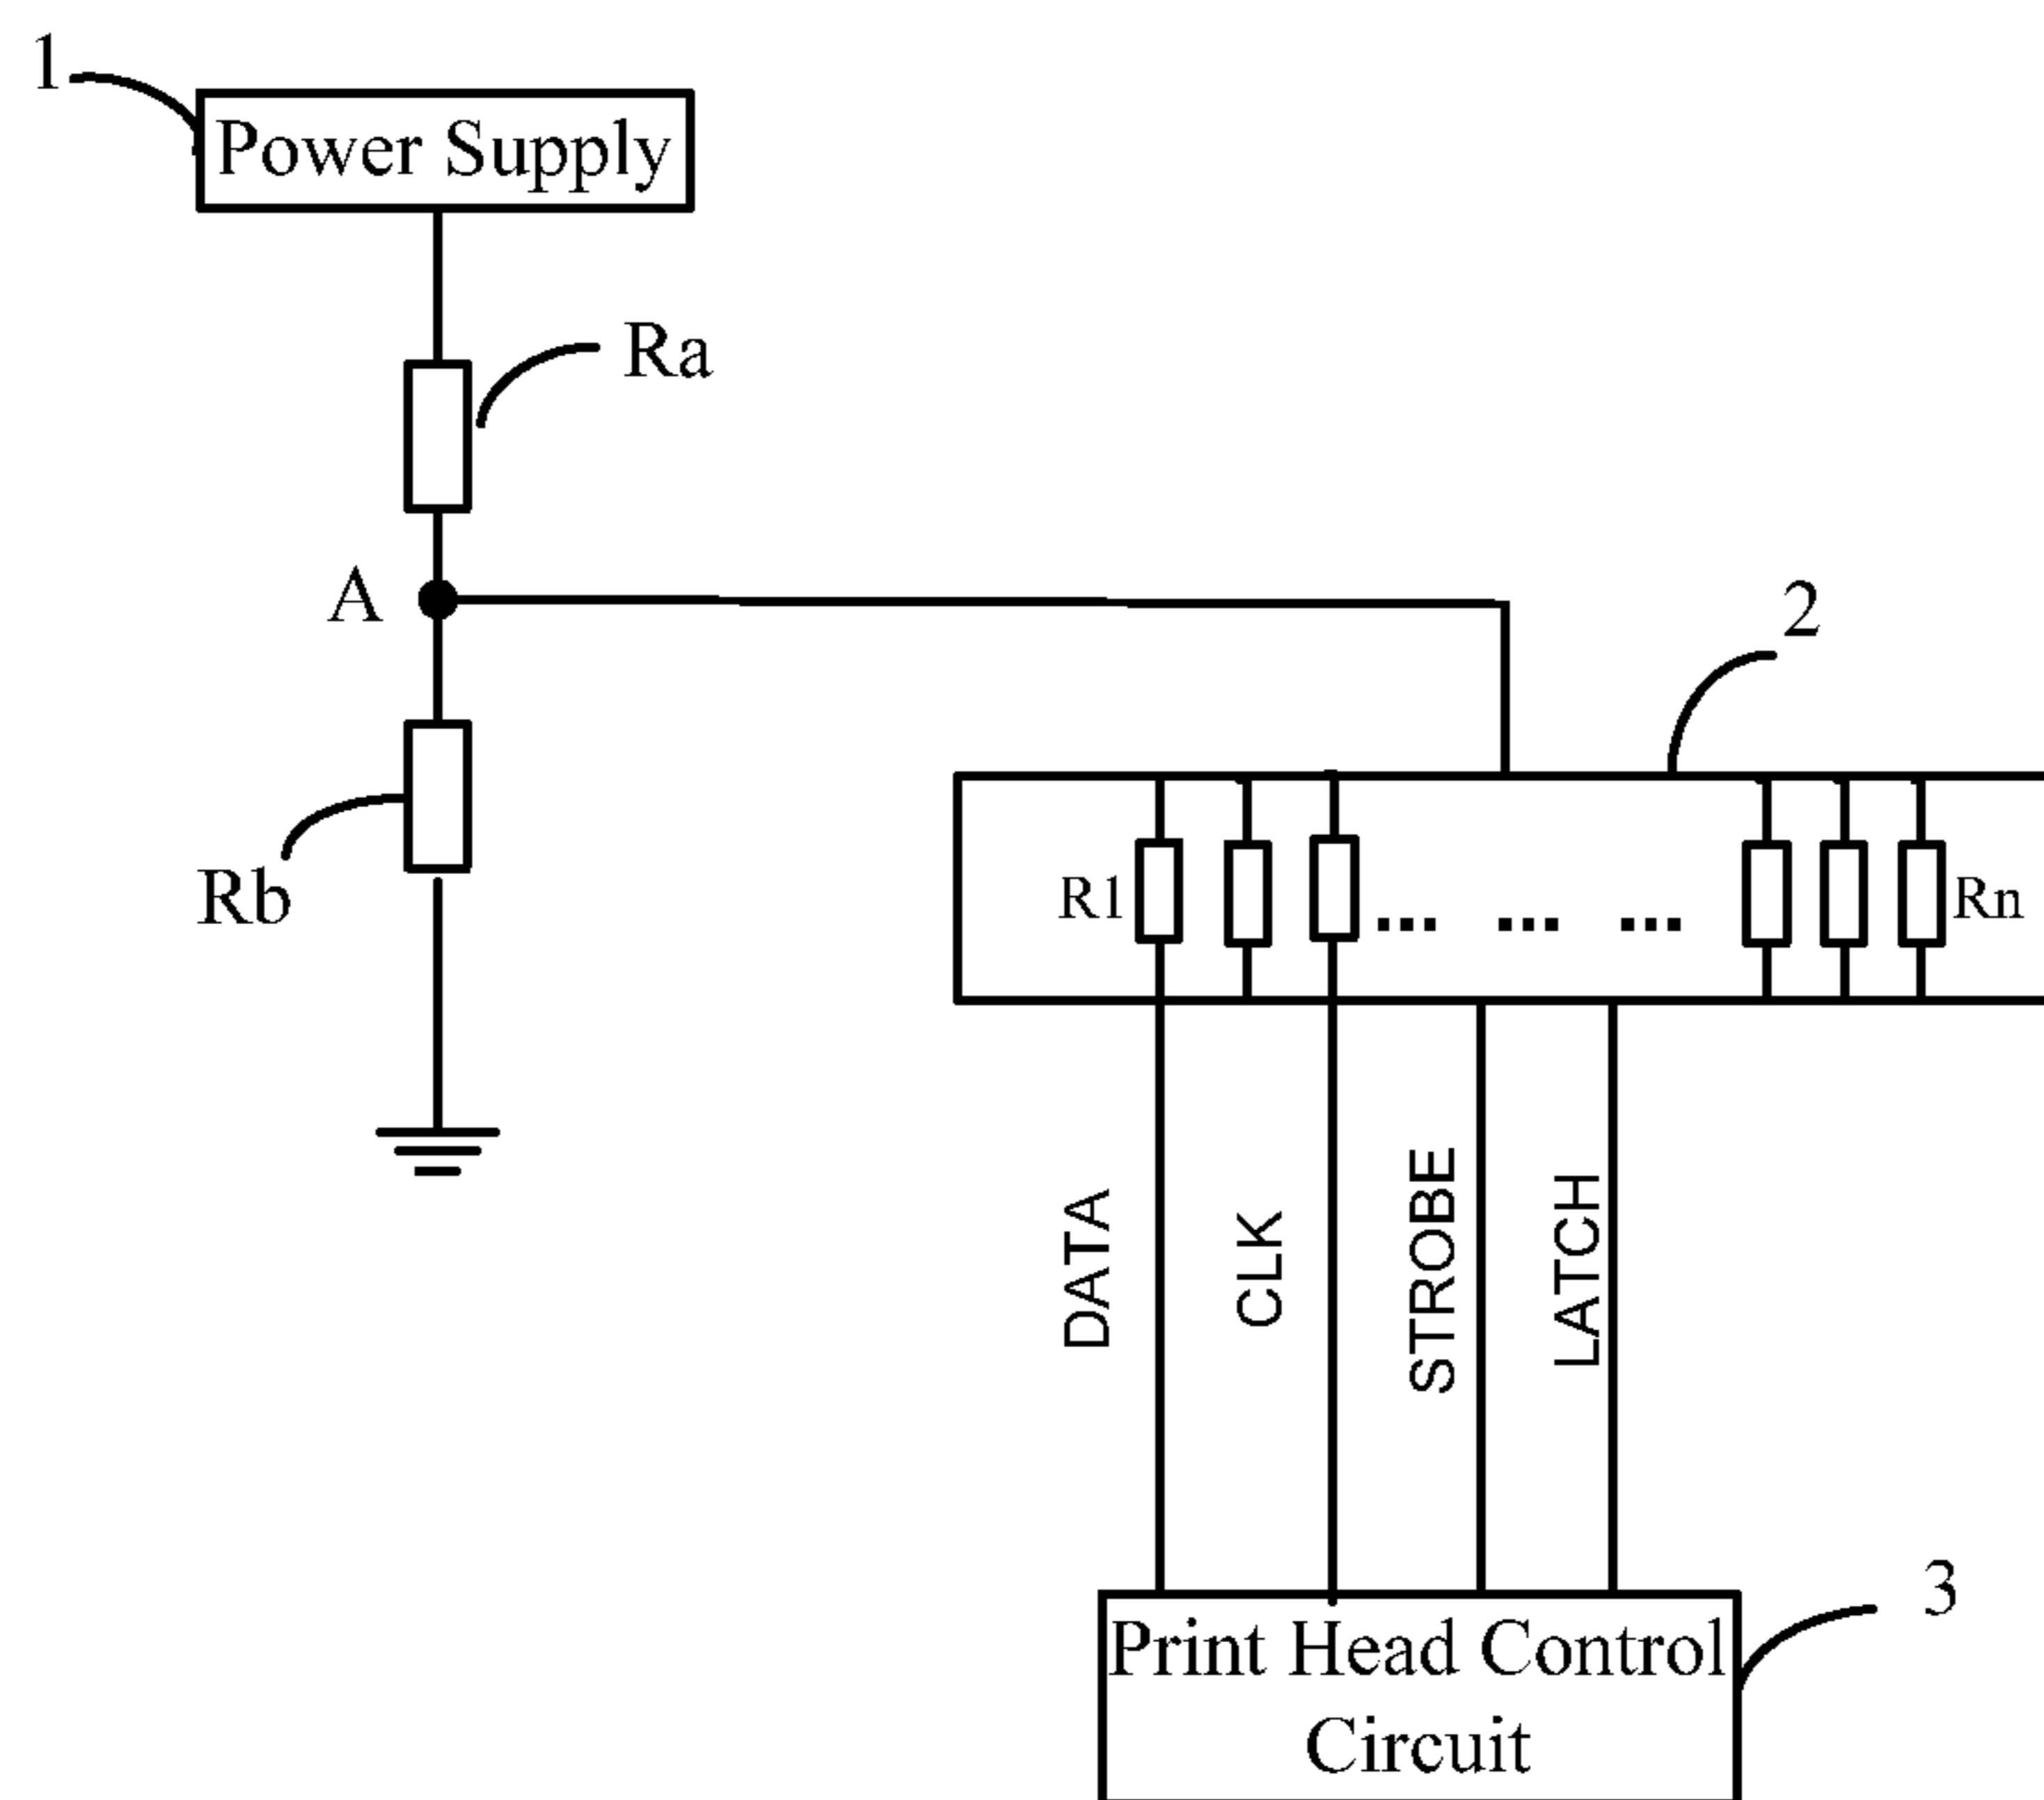 1
Power Supply
Ra
A
2
Rb
R1
... ... ...
Rn
DATA
CLK
STROBE
LATCH
3
Print Head Control
Circuit